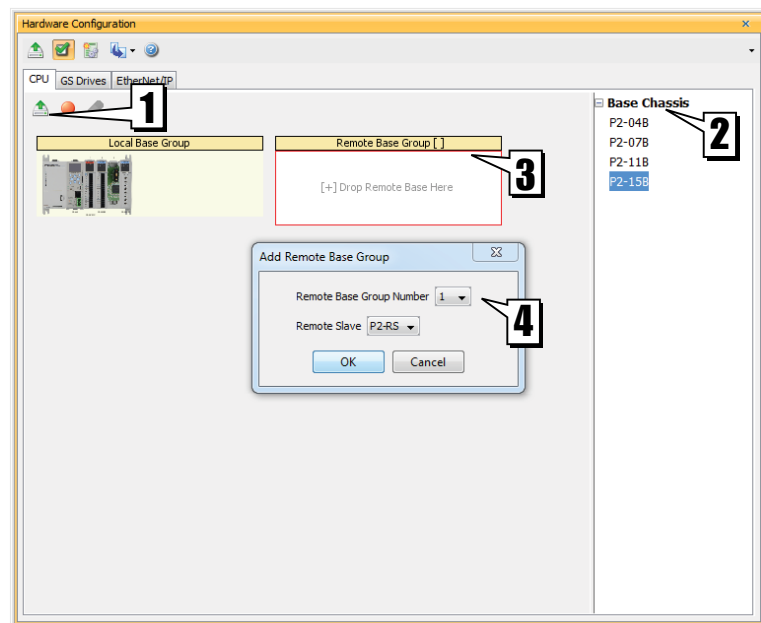 Hardware Configuration
CPU GS Drives EtherNet/IP
1
Base Chassis
P2-04B
2
P2-07B
P2-11B
P2-15B
Local Base Group
Remote Base Group [ ]
3
[+] Drop Remote Base Here
Add Remote Base Group
Remote Base Group Number 1
4
Remote Slave P2-RS
OK Cancel